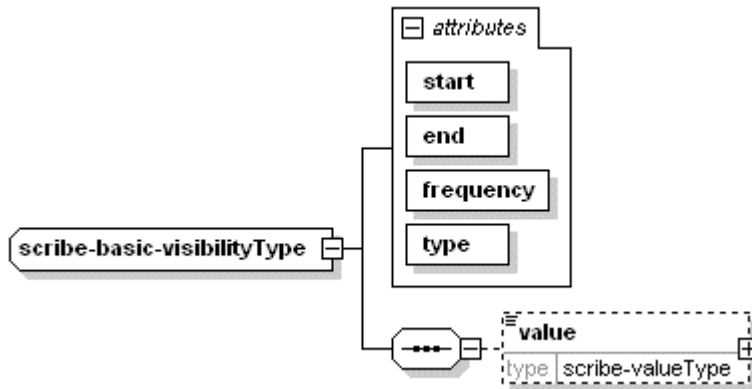 attributes
start
end
frequency
type
scribe-basic-visibilityType
value
type scribe-valueType